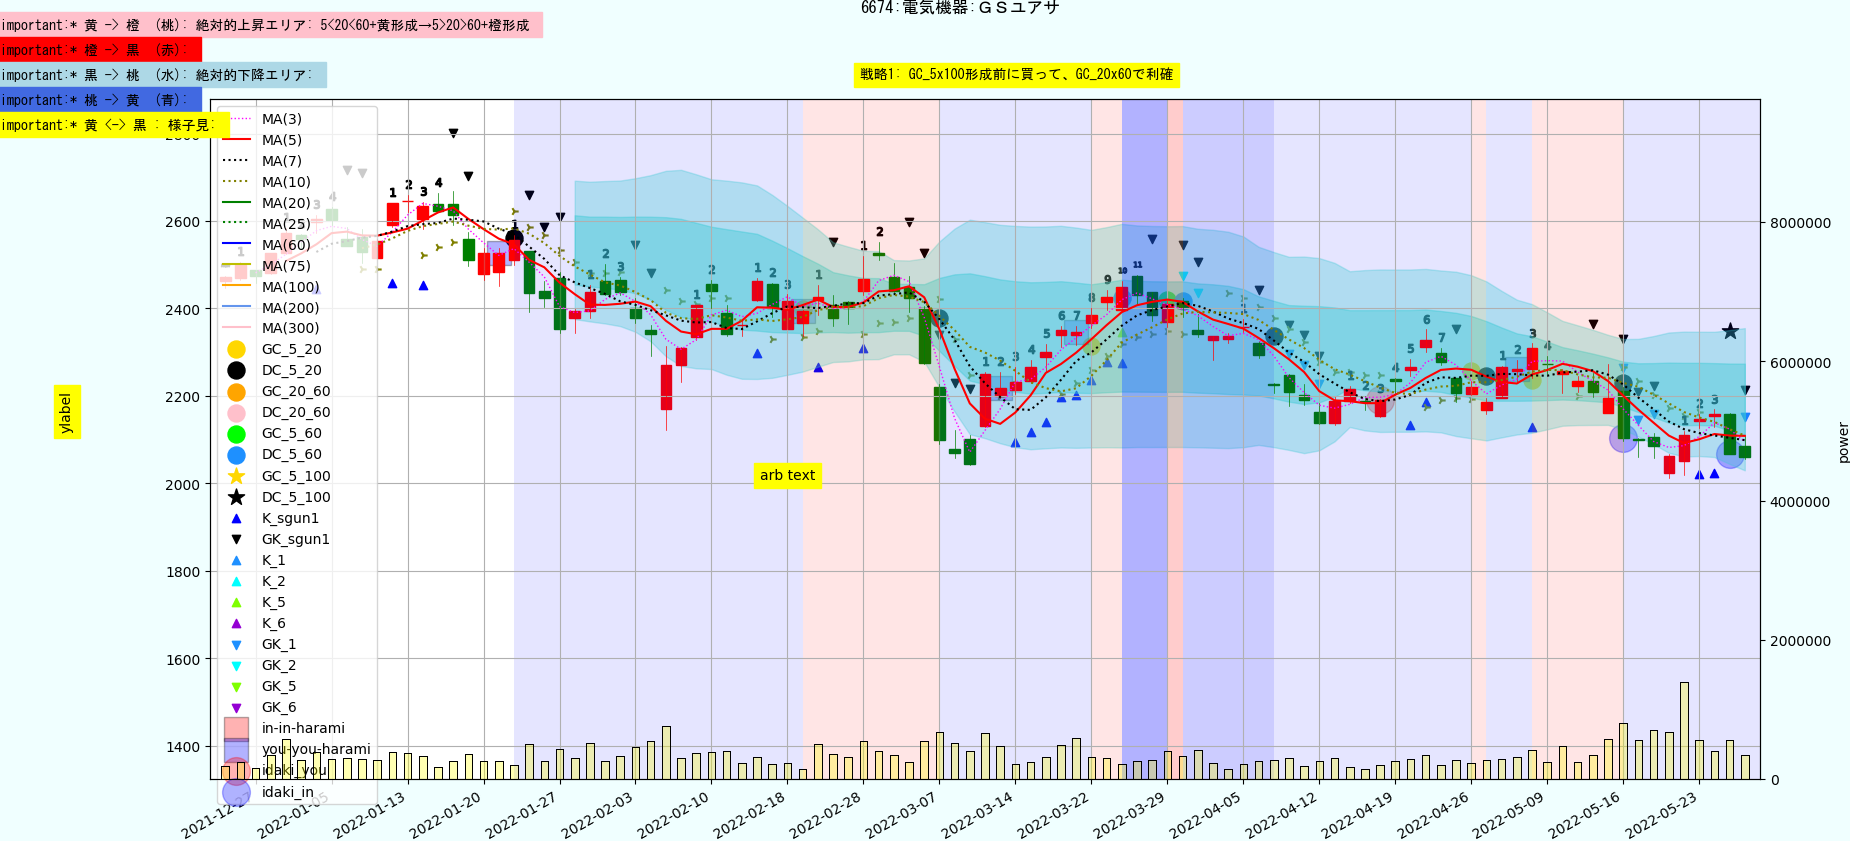 6674:電気機器:GSユアサ
important:* 黄 -> 橙 (桃): 絶対的上昇エリア: 5<20<60+黄形成→5>20>60+橙形成
important:* 橙 -> 黒 (赤):
important:* 黒 -> 桃 (水): 絶対的下降エリア:
戦略1: GC_5x100形成前に買って、GC_20x60で利確
important:* 桃 -> 黄 (青):
important:* 黄 <-> 黒 : 様子見:
MA(3)
MA(5)
MA(7)
MA(10)
MA(20)
MA(25)
MA(60)
MA(75)
MA(100)
MA(200)
MA(300)
GC_5_20
DC_5_20
GC_20_60
DC_20_60
GC_5_60
DC_5_60
GC_5_100
DC_5_100
K_sgun1
GK_sgun1
K_1
K_2
K_5
K_6
GK_1
GK_2
GK_5
GK_6
in-in-harami
you-you-harami
idaki_you
idaki_in
2600
2400
2200
2000
1800
1600
1400
ylabel
arb text
8000000
6000000
4000000
2000000
0
power
2021-12-27
2022-01-05
2022-01-13
2022-01-20
2022-01-27
2022-02-03
2022-02-10
2022-02-18
2022-02-28
2022-03-07
2022-03-14
2022-03-22
2022-03-29
2022-04-05
2022-04-12
2022-04-19
2022-04-26
2022-05-09
2022-05-16
2022-05-23